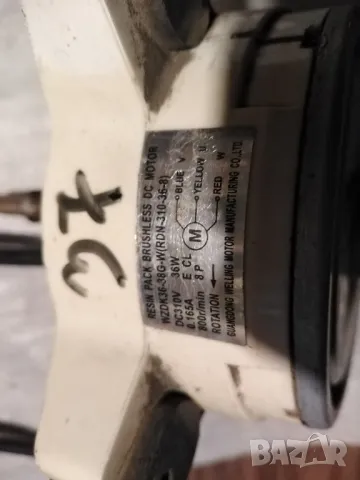 RESIN PACK BRUSHLESS DC MOTOR
WZDK36-38G-W(RDN-310-36-8)
DC310V 36W
0.165A E CL
800r/min 8P
ROTATION
GUANGDONG WELLING MOTOR MANUFACTURING CO.,LTD
BLUE V
YELLOW U
RED W
M
BAZAR